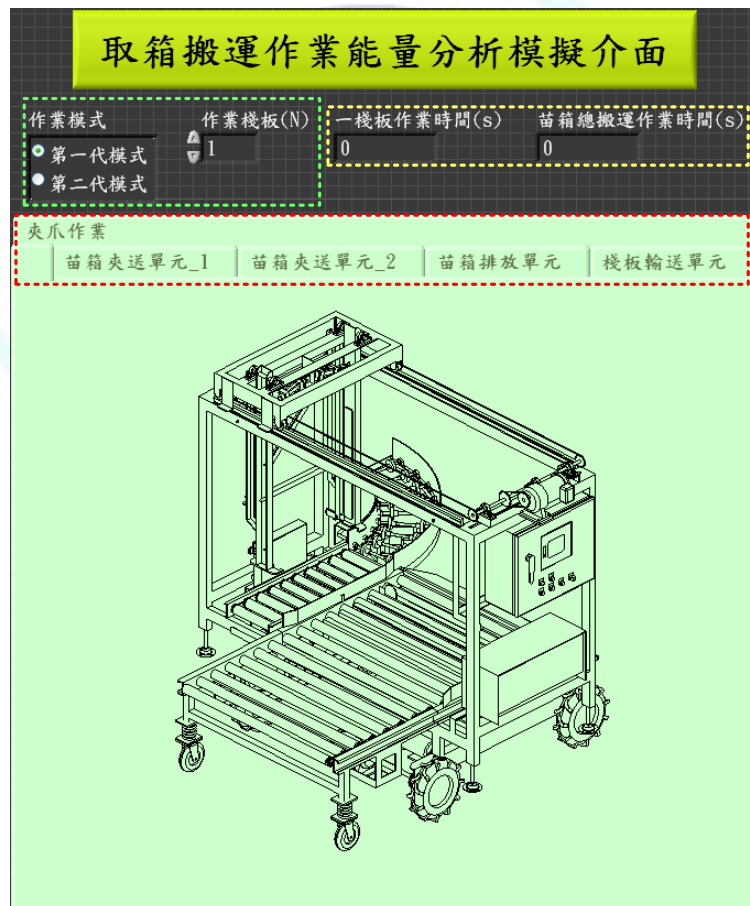 取箱搬運作業能量分析模擬介面
作業模式
作業棧板(N)
一棧板作業時間(s)
苗箱總搬運作業時間(s)
第一代模式
1
0
0
第二代模式
夾爪作業
苗箱夾送單元_1
苗箱夾送單元_2
苗箱排放單元
棧板輸送單元